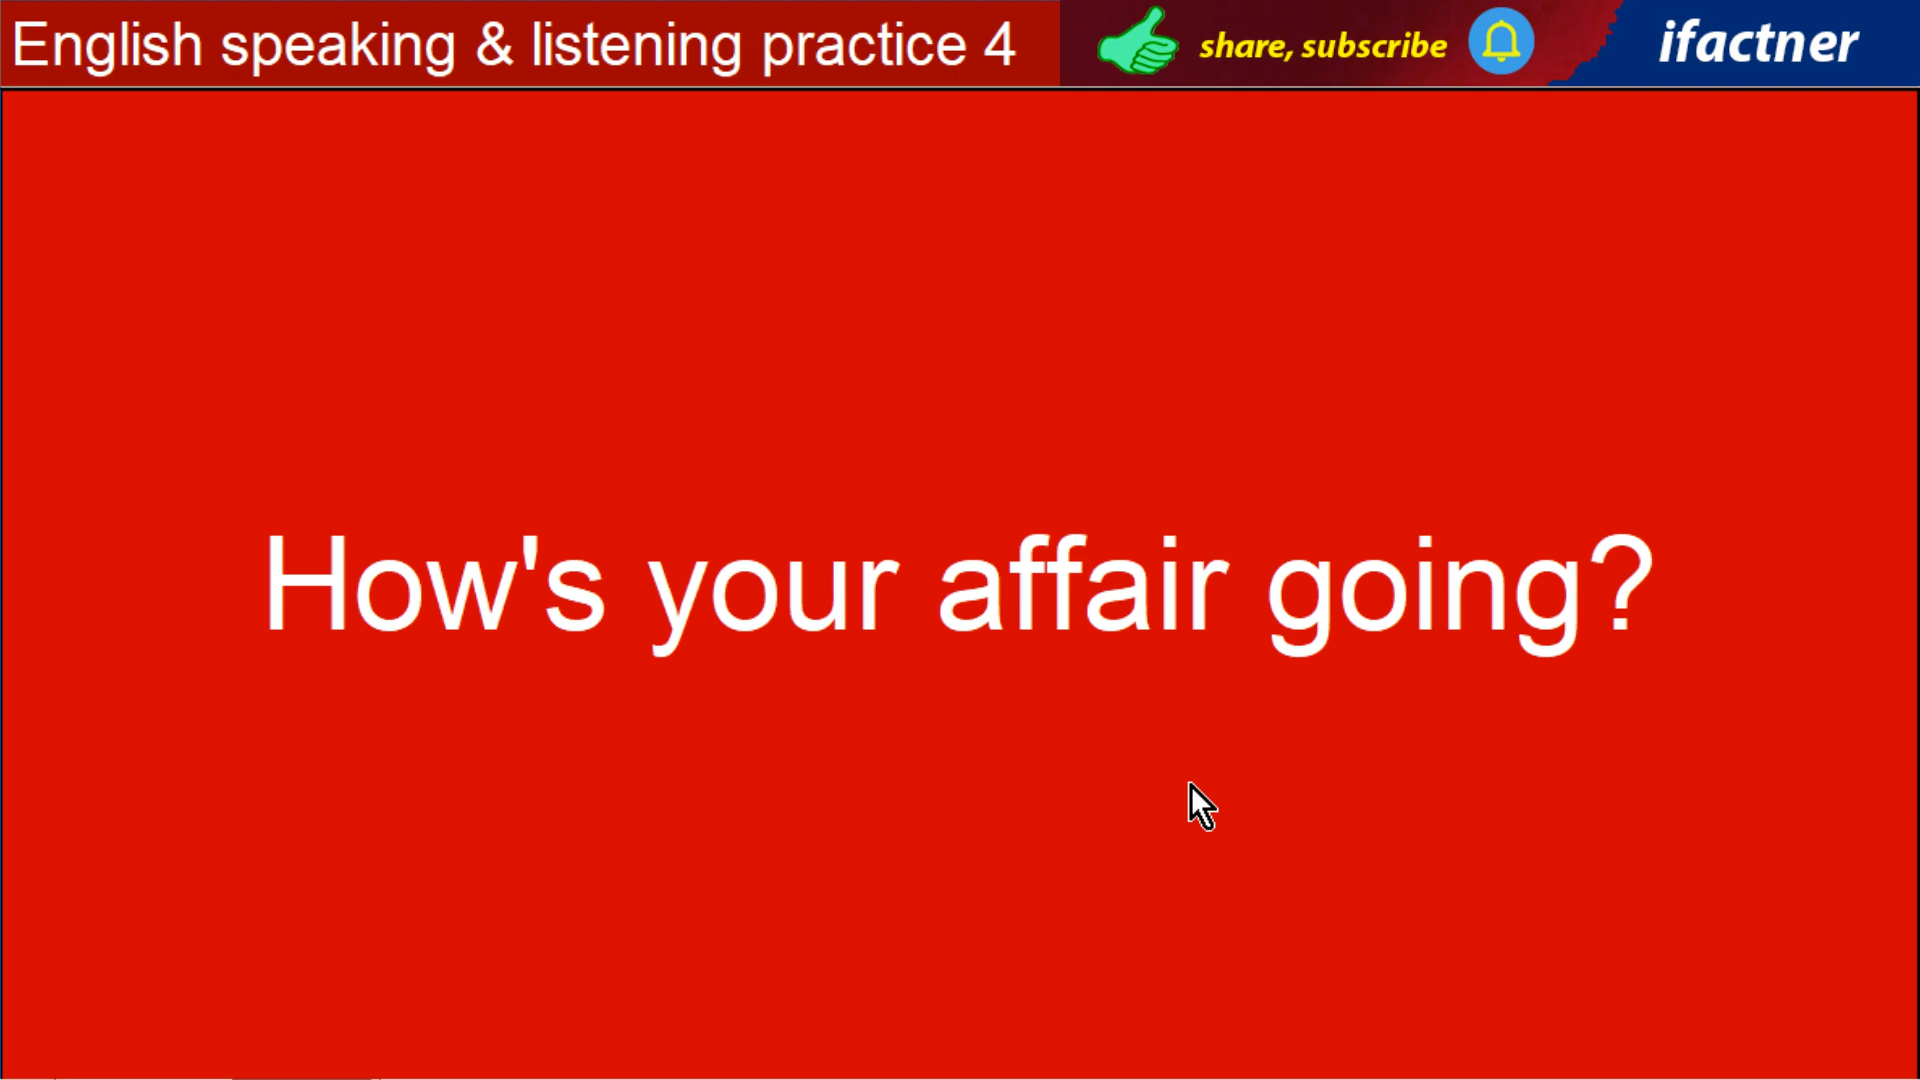 English speaking & listening practice 4
share, subscribe
ifactner
How's your affair going?